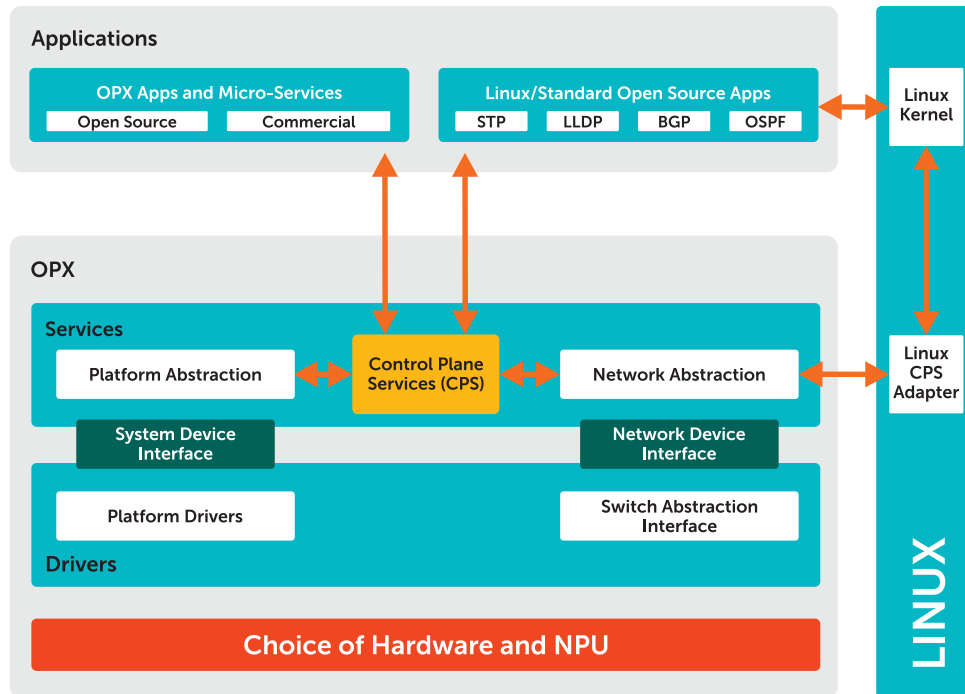 Applications
OPX Apps and Micro-Services
Open Source
Commercial
Linux/Standard Open Source Apps
STP
LLDP
BGP
OSPF
Linux
Kernel
OPX
Services
Platform Abstraction
Control Plane
Services (CPS)
Network Abstraction
Linux
CPS
Adapter
System Device
Interface
Network Device
Interface
Platform Drivers
Switch Abstraction
Interface
Drivers
Choice of Hardware and NPU
LINUX